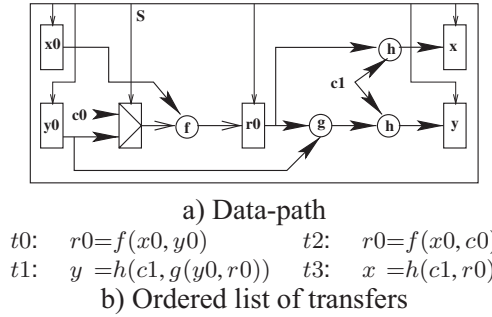 S
x0
h
x
c0
c1
y0
f
r0
g
h
y
a) Data-path
t0: r0=f(x0, y0) t2: r0=f(x0, c0)
t1: y =h(c1, g(y0, r0)) t3: x =h(c1, r0)
b) Ordered list of transfers